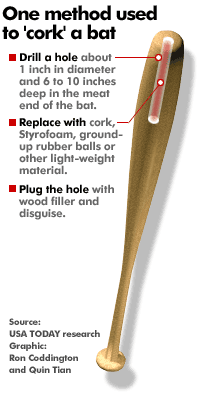 One method used
to 'cork' a bat
Drill a hole about
1 inch in diameter
and 6 to 10 inches
deep in the meat
end of the bat.
Replace with cork,
Styrofoam, ground-
up rubber balls or
other light-weight
material.
Plug the hole with
wood filler and
disguise.
Source:
USA TODAY research
Graphic:
Ron Coddington
and Quin Tian